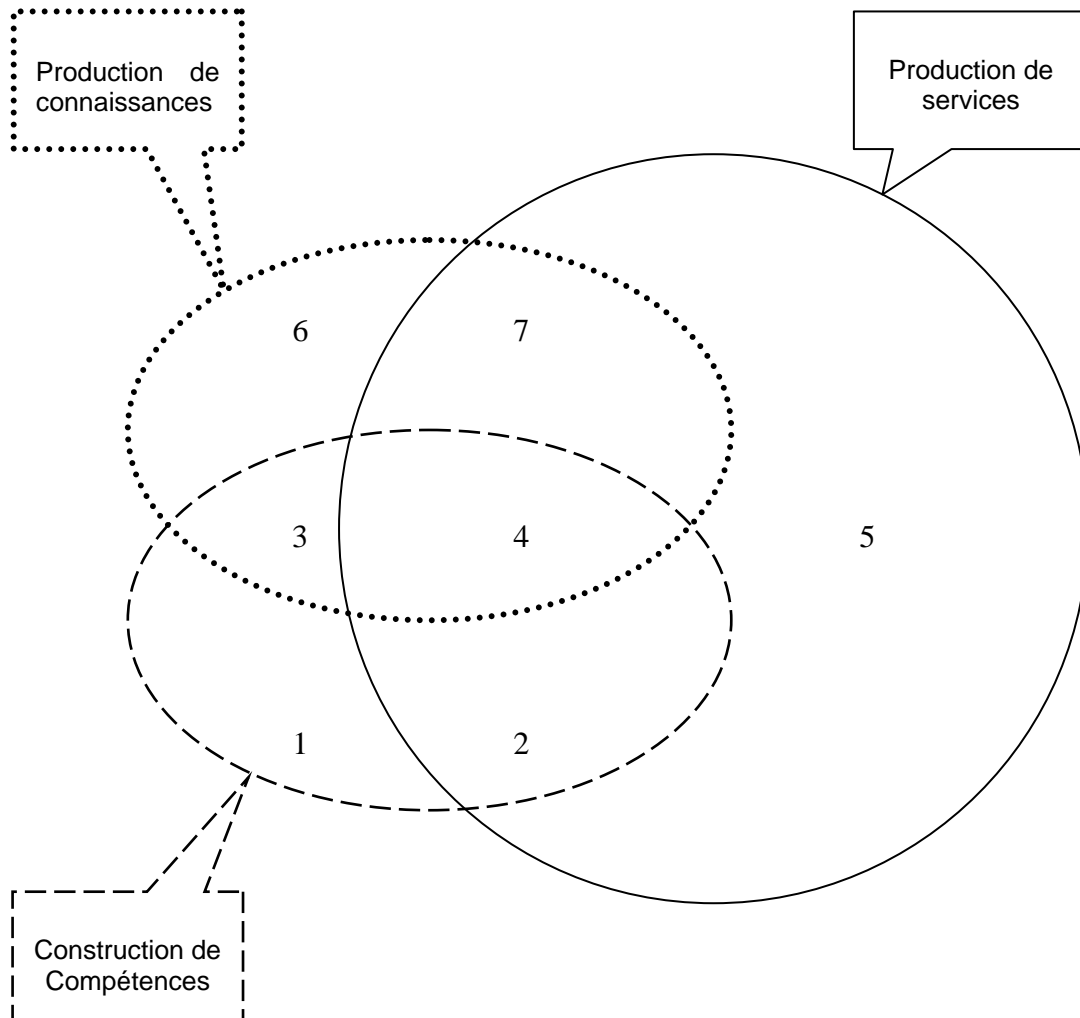 Production de
connaissances
Production de
services
6 7
3 4 5
1 2
Construction de
Compétences